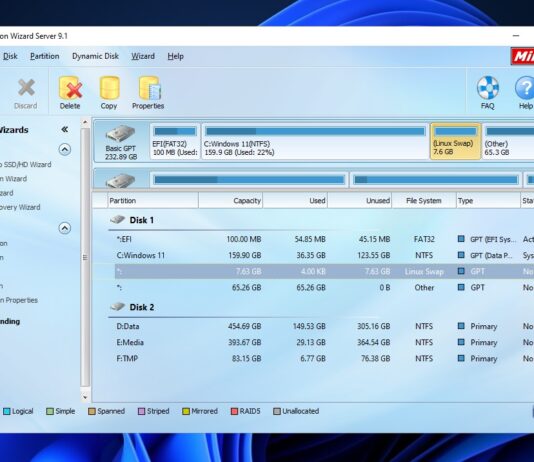 on Wizard Server 9.1
Disk Partition Dynamic Disk Wizard Help
Discard Delete Copy Properties FAQ Help
Wizards
o SSD/HD Wizard
n Wizard
zard
overy Wizard
on
n
n
n Properties
nding
Basic GPT
232.89 GB
EFI(FAT32)
100 MB (Used:
C:Windows 11(NTFS)
159.9 GB (Used: 22%)
(Linux Swap)
7.6 GB
(Other)
65.3 GB
Partition Capacity Used Unused File System Type Stat
Disk 1
*:EFI 100.00 MB 54.85 MB 45.15 MB FAT32 GPT (EFI Sys... Act
C:Windows 11 159.90 GB 36.35 GB 123.55 GB NTFS GPT (Data P... Sys
*: 7.63 GB 4.00 KB 7.63 GB Linux Swap GPT No
*: 65.26 GB 65.26 GB 0 B Other GPT No
Disk 2
D:Data 454.69 GB 149.53 GB 305.16 GB NTFS Primary No
E:Media 393.67 GB 29.13 GB 364.54 GB NTFS Primary No
F:TMP 83.15 GB 6.77 GB 76.38 GB NTFS Primary No
Logical Simple Spanned Striped Mirrored RAID5 Unallocated